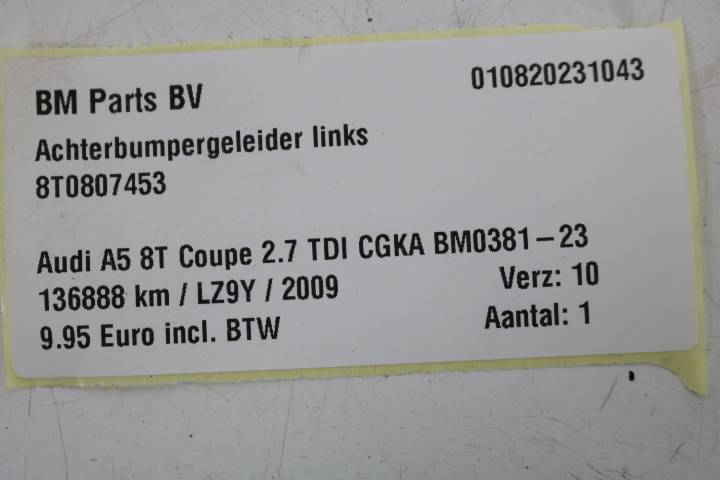 BM Parts BV 010820231043
Achterbumpergeleider links
8T0807453
Audi A5 8T Coupe 2.7 TDI CGKA BM0381-23
136888 km / LZ9Y / 2009 Verz: 10
9.95 Euro incl. BTW Aantal: 1